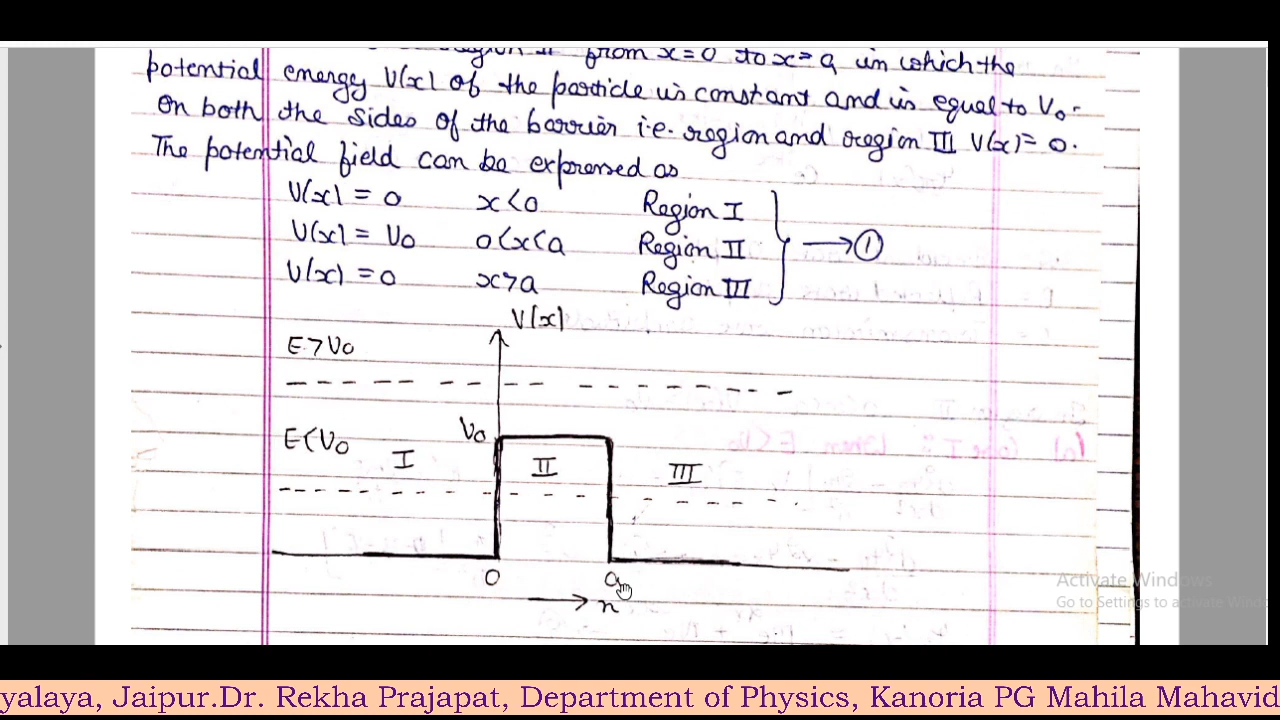 from x=0 to x=a in which the
potential energy V(x) of the particle is constant and is equal to V₀.
on both the sides of the barrier i.e. region and region III V(x)=0.
The potential field can be expressed as
V(x) = 0 x<0 Region I
V(x) = V₀ 0<x<a Region II → ①
V(x) = 0 x>a Region III
V(x)
E>V₀
V₀
E<V₀
I II III
0 a
→ x
Activate Windows
Go to Settings to activate Windows
yalaya, Jaipur.Dr. Rekha Prajapat, Department of Physics, Kanoria PG Mahila Mahavid